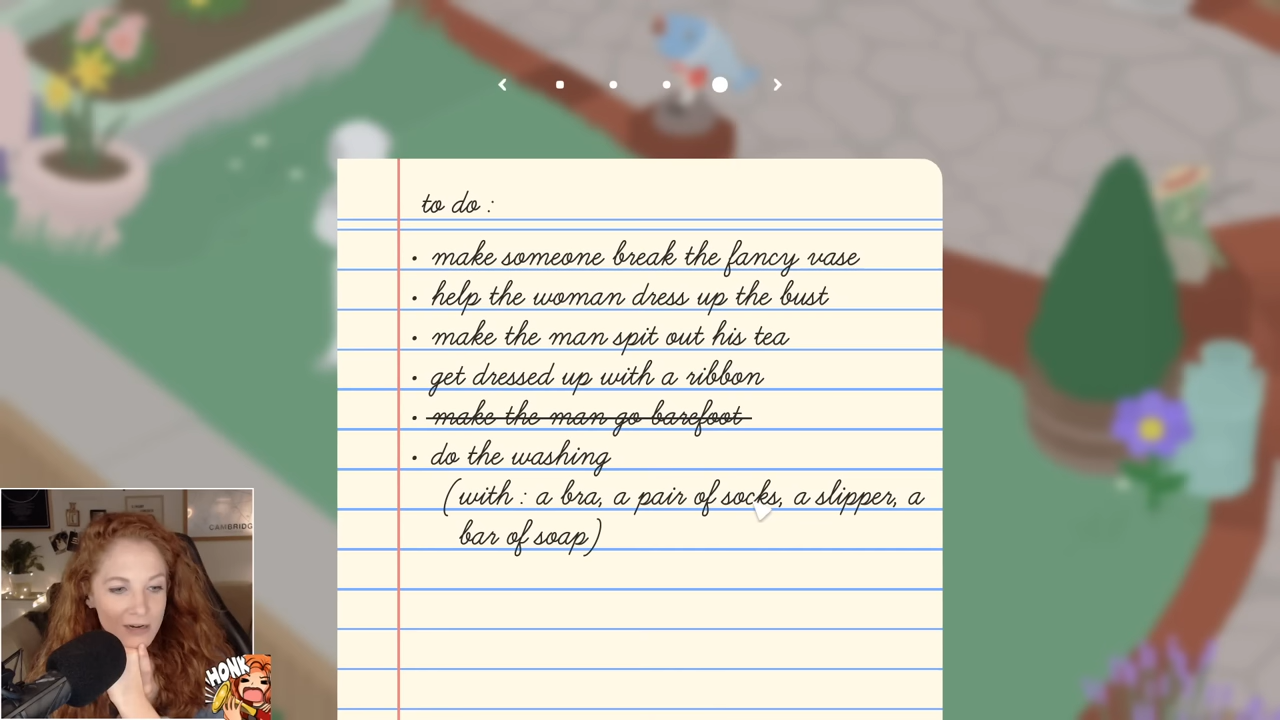 to do :
• make someone break the fancy vase
• help the woman dress up the bust
• make the man spit out his tea
• get dressed up with a ribbon
• make the man go barefoot
• do the washing
(with : a bra, a pair of socks, a slipper, a
bar of soap)
CAMBRIDG
HONK